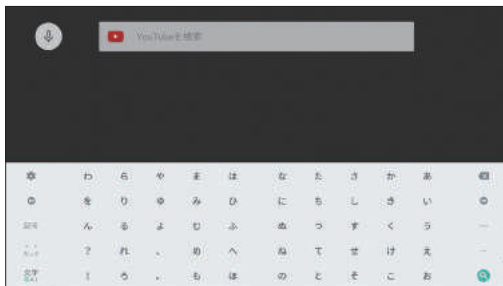 YouTubeを検索
わ ら や ま は な た さ か あ
を り ゆ み ひ に ち し き い
記号 ん る よ む ふ ぬ つ す く う
? れ 、 め へ ね て せ け え
文字 ! ろ 。 も ほ の と そ こ お